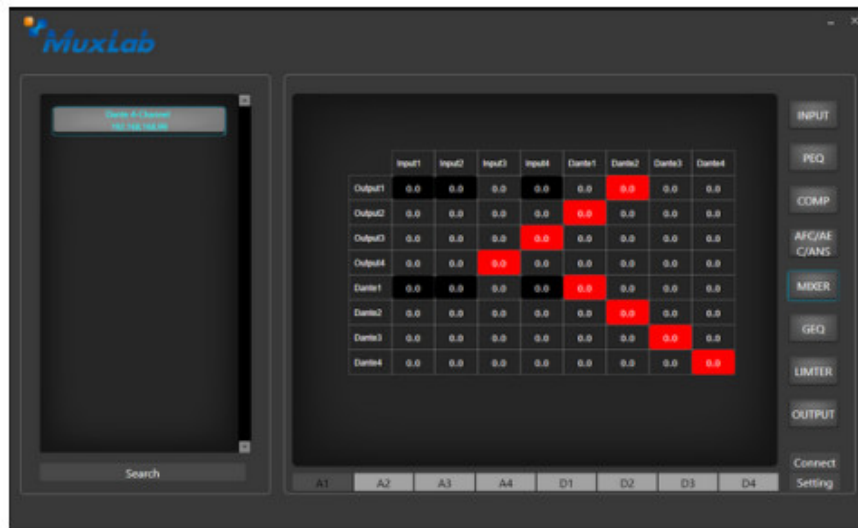 MuxLab
Dante 4-Channel
192.168.168.99
Search
Input1 Input2 Input3 Input4 Dante1 Dante2 Dante3 Dante4
Output1 0.0 0.0 0.0 0.0 0.0 0.0 0.0 0.0
Output2 0.0 0.0 0.0 0.0 0.0 0.0 0.0 0.0
Output3 0.0 0.0 0.0 0.0 0.0 0.0 0.0 0.0
Output4 0.0 0.0 0.0 0.0 0.0 0.0 0.0 0.0
Dante1 0.0 0.0 0.0 0.0 0.0 0.0 0.0 0.0
Dante2 0.0 0.0 0.0 0.0 0.0 0.0 0.0 0.0
Dante3 0.0 0.0 0.0 0.0 0.0 0.0 0.0 0.0
Dante4 0.0 0.0 0.0 0.0 0.0 0.0 0.0 0.0
A1 A2 A3 A4 D1 D2 D3 D4
INPUT
PEQ
COMP
AFC/AE
C/ANS
MIXER
GEQ
LIMTER
OUTPUT
Connect
Setting